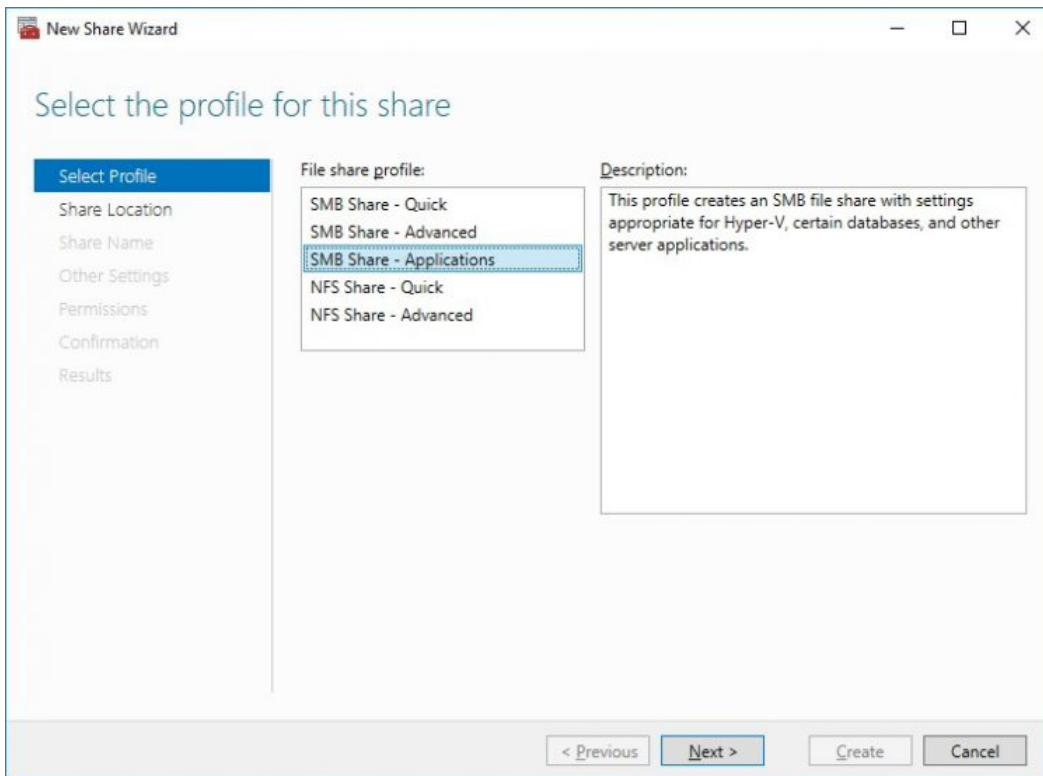 New Share Wizard
Select the profile for this share
Select Profile
Share Location
Share Name
Other Settings
Permissions
Confirmation
Results
File share profile:
SMB Share - Quick
SMB Share - Advanced
SMB Share - Applications
NFS Share - Quick
NFS Share - Advanced
Description:
This profile creates an SMB file share with settings
appropriate for Hyper-V, certain databases, and other
server applications.
< Previous
Next >
Create
Cancel